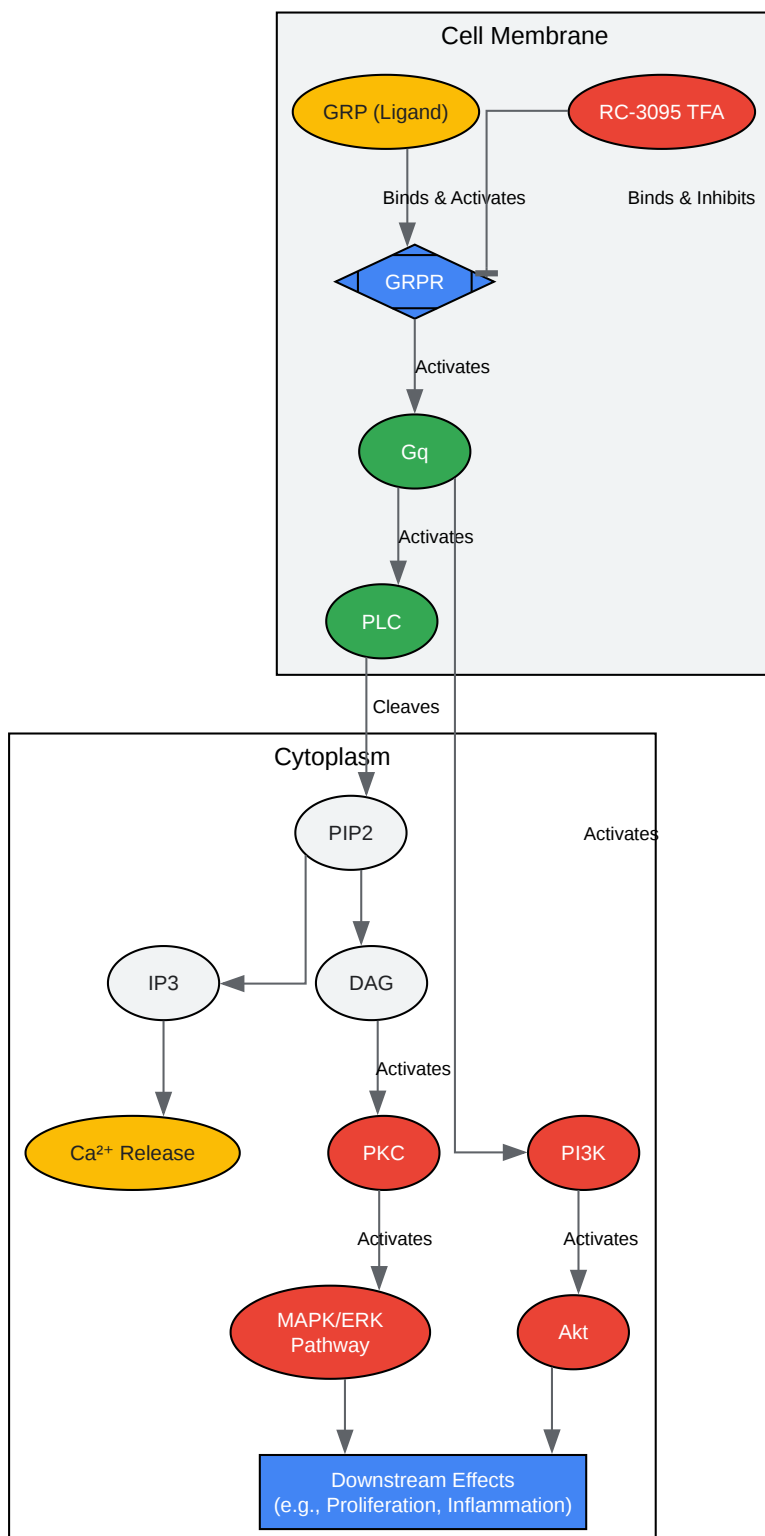 Cell Membrane
GRP (Ligand)
RC-3095 TFA
Binds & Activates
Binds & Inhibits
GRPR
Activates
Gq
Activates
PLC
Cleaves
Cytoplasm
PIP2
Activates
IP3
DAG
Activates
Ca²⁺ Release
PKC
PI3K
Activates
Activates
MAPK/ERK
Pathway
Akt
Downstream Effects
(e.g., Proliferation, Inflammation)